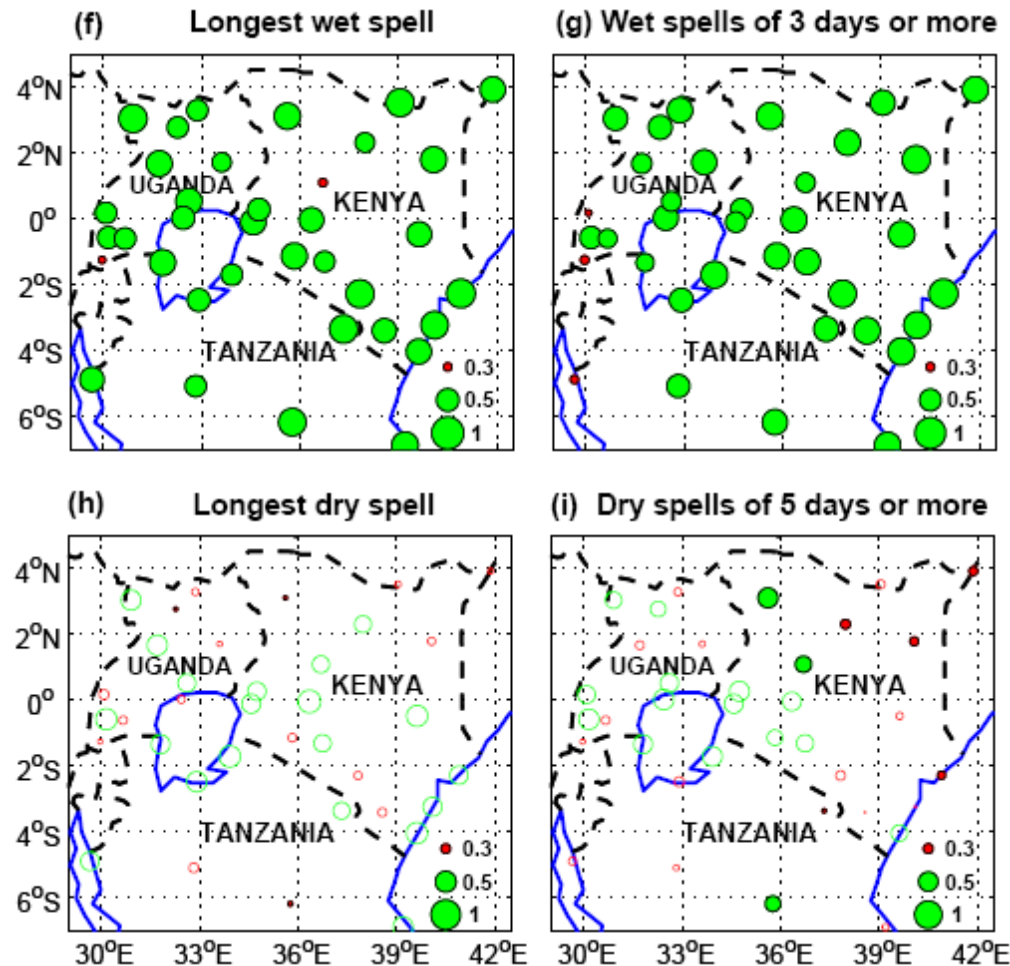 (f) Longest wet spell
(g) Wet spells of 3 days or more
4°N
2°N
0°
2°S
4°S
6°S
UGANDA
KENYA
TANZANIA
0.3
0.5
1
UGANDA
KENYA
TANZANIA
0.3
0.5
1
(h) Longest dry spell
(i) Dry spells of 5 days or more
4°N
2°N
0°
2°S
4°S
6°S
UGANDA
KENYA
TANZANIA
0.3
0.5
1
UGANDA
KENYA
TANZANIA
0.3
0.5
1
30°E 33°E 36°E 39°E 42°E
30°E 33°E 36°E 39°E 42°E